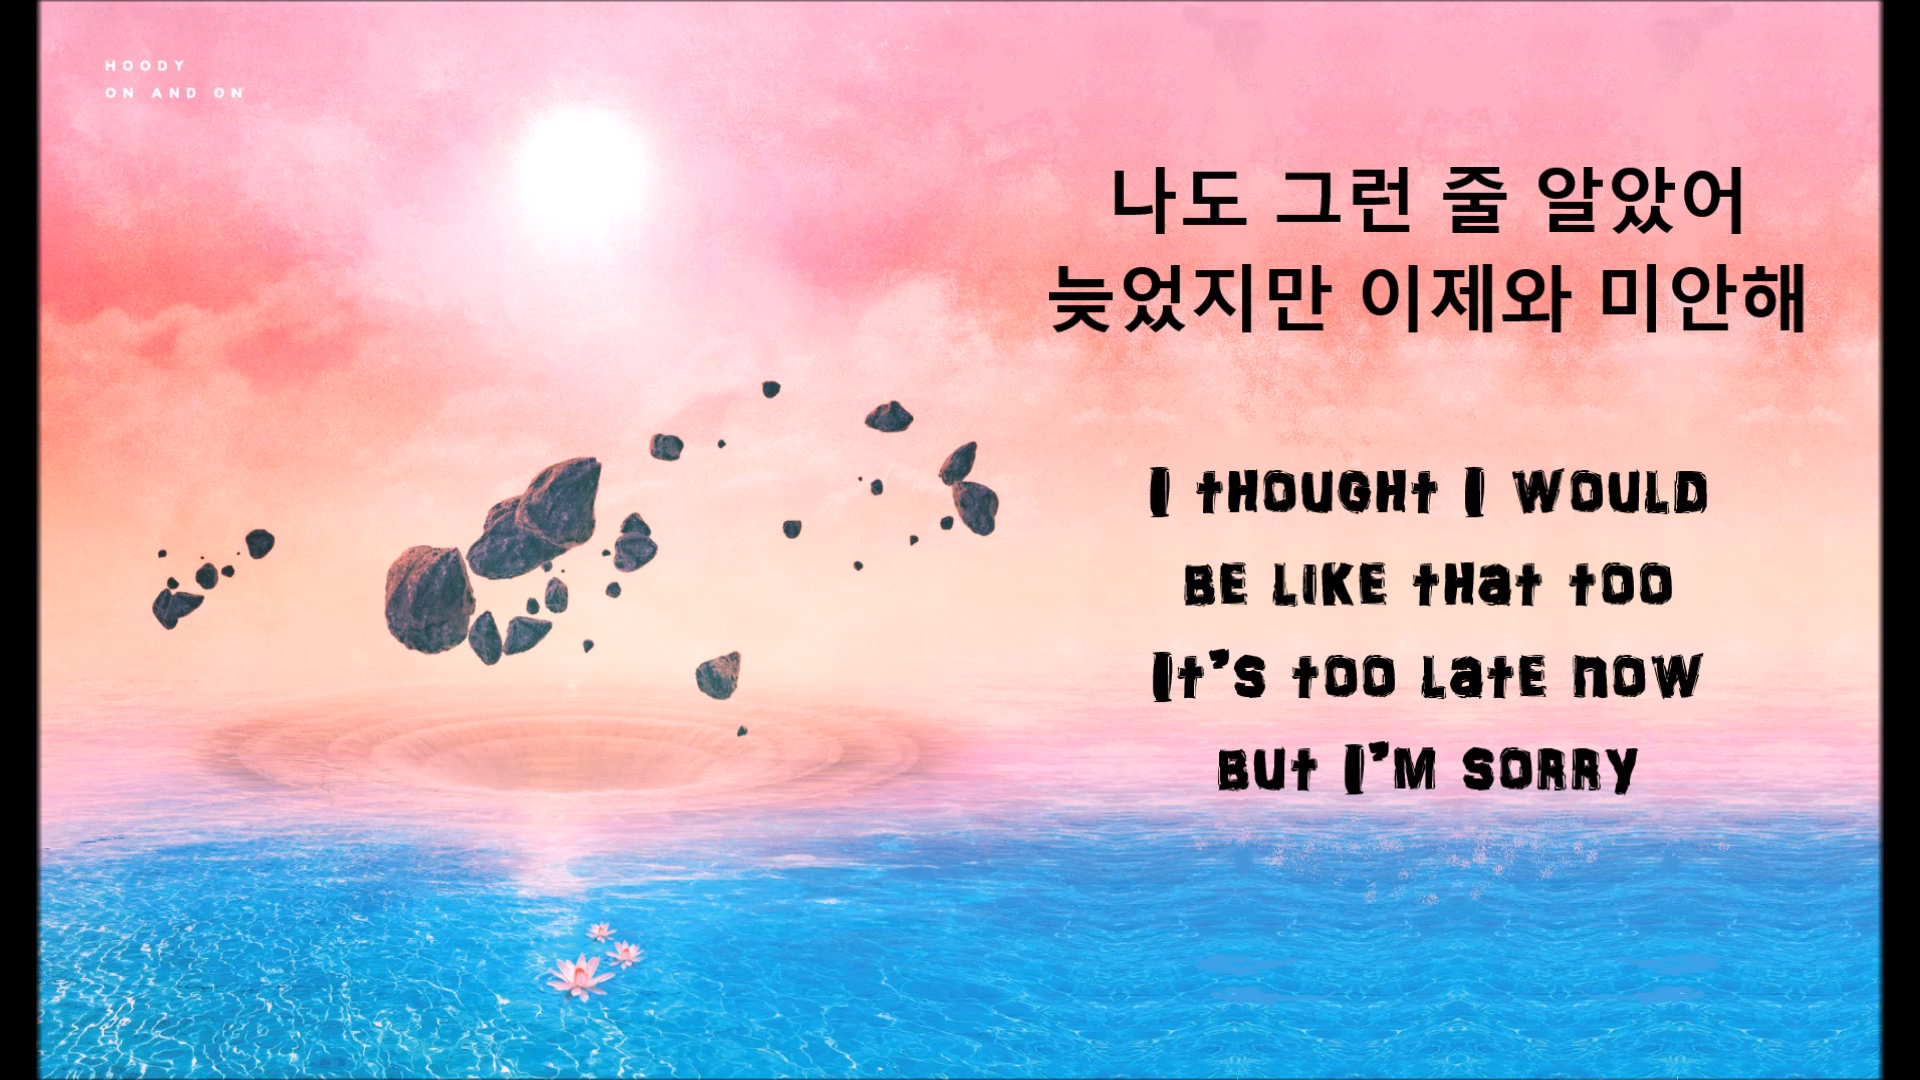 HOODY
ON AND ON
나도 그런 줄 알았어
늦었지만 이제와 미안해
I THOUGHT I WOULD
BE LIKE THAT TOO
IT'S TOO LATE NOW
BUT I'M SORRY